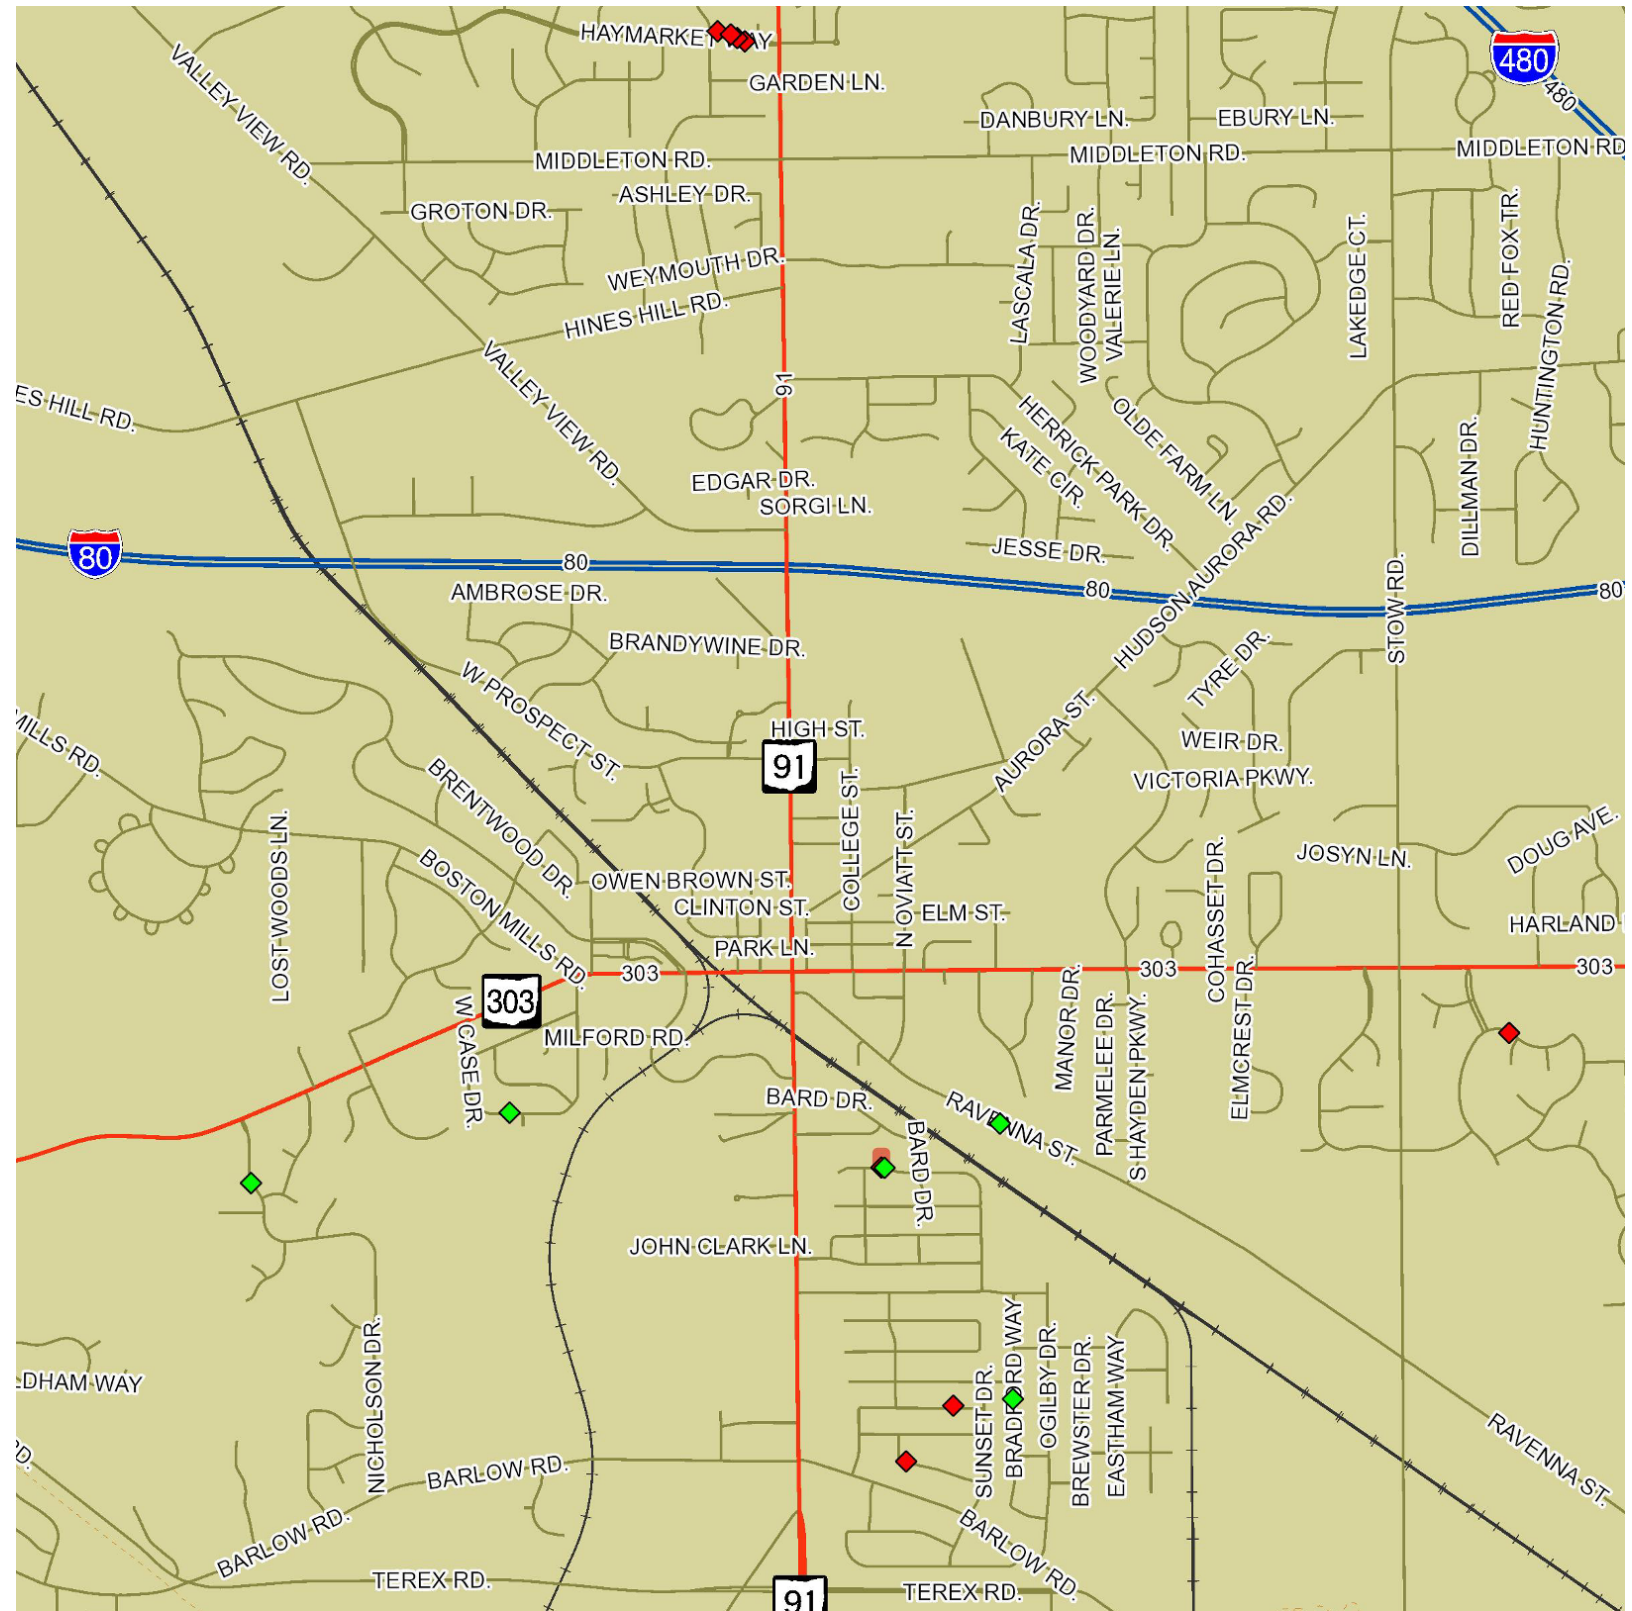 HAYMARKET WAY
480
480
GARDEN LN.
VALLEY VIEW RD.
DANBURY LN.
EBURY LN.
MIDDLETON RD.
MIDDLETON RD.
MIDDLETON RD
ASHLEY DR.
GROTON DR.
LASCALA DR.
WOODYARD DR.
VALERIE LN.
LAKEDGE CT.
RED FOX TR.
HUNTINGTON RD.
WEYMOUTH DR.
HINES HILL RD.
VALLEY VIEW RD.
91
ES HILL RD.
HERRICK PARK DR.
KATE CIR.
OLDE FARM LN.
DILLMAN DR.
EDGAR DR.
SORGI LN.
80
80
JESSE DR.
HUDSON AURORA RD.
80
80
STOW RD.
AMBROSE DR.
BRANDYWINE DR.
TYRE DR.
W PROSPECT ST.
MILLS RD.
HIGH ST.
AURORA ST.
WEIR DR.
91
VICTORIA PKWY.
BRENTWOOD DR.
COLLEGE ST.
N OVIATT ST.
LOST WOODS LN.
BOSTON MILLS RD.
COHASSET DR.
JOSYN LN.
DOUG AVE.
OWEN BROWN ST.
CLINTON ST.
ELM ST.
HARLAND
PARK LN.
303
303
303
303
W CASE DR.
MILFORD RD.
MANOR DR.
PARMELEE DR.
S HAYDEN PKWY.
ELMCREST DR.
BARD DR.
RAVENNA ST.
BARD DR.
JOHN CLARK LN.
DHAM WAY
NICHOLSON DR.
SUNSET DR.
BRADFORD WAY
OGILBY DR.
BREWSTER DR.
EASTHAM WAY
RD.
BARLOW RD.
RAVENNA ST.
BARLOW RD.
BARLOW RD.
TEREX RD.
91
TEREX RD.